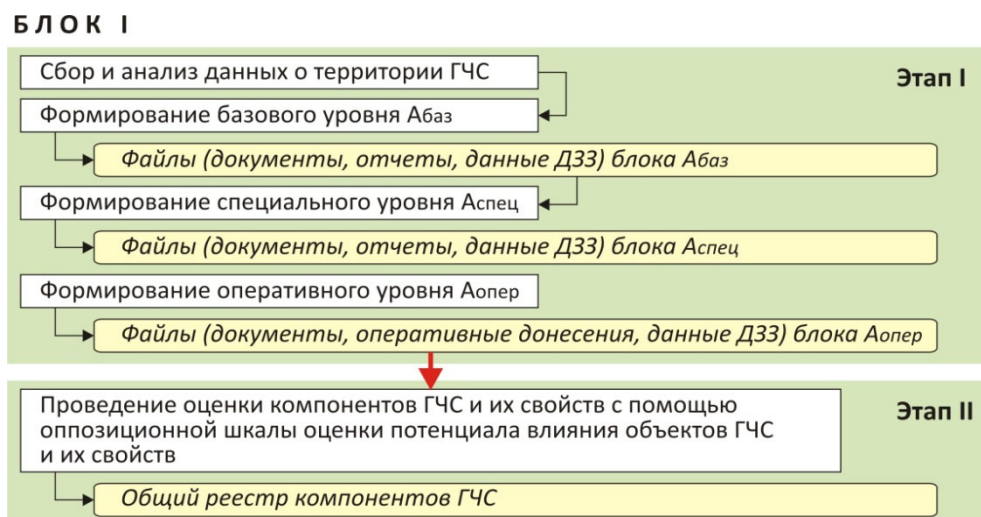 БЛОК I
Сбор и анализ данных о территории ГЧС
Этап I
Формирование базового уровня Абаз
Файлы (документы, отчеты, данные ДЗЗ) блока Абаз
Формирование специального уровня Аспец
Файлы (документы, отчеты, данные ДЗЗ) блока Аспец
Формирование оперативного уровня Аопер
Файлы (документы, оперативные донесения, данные ДЗЗ) блока Аопер
Проведение оценки компонентов ГЧС и их свойств с помощью
Этап II
оппозиционной шкалы оценки потенциала влияния объектов ГЧС
и их свойств
Общий реестр компонентов ГЧС